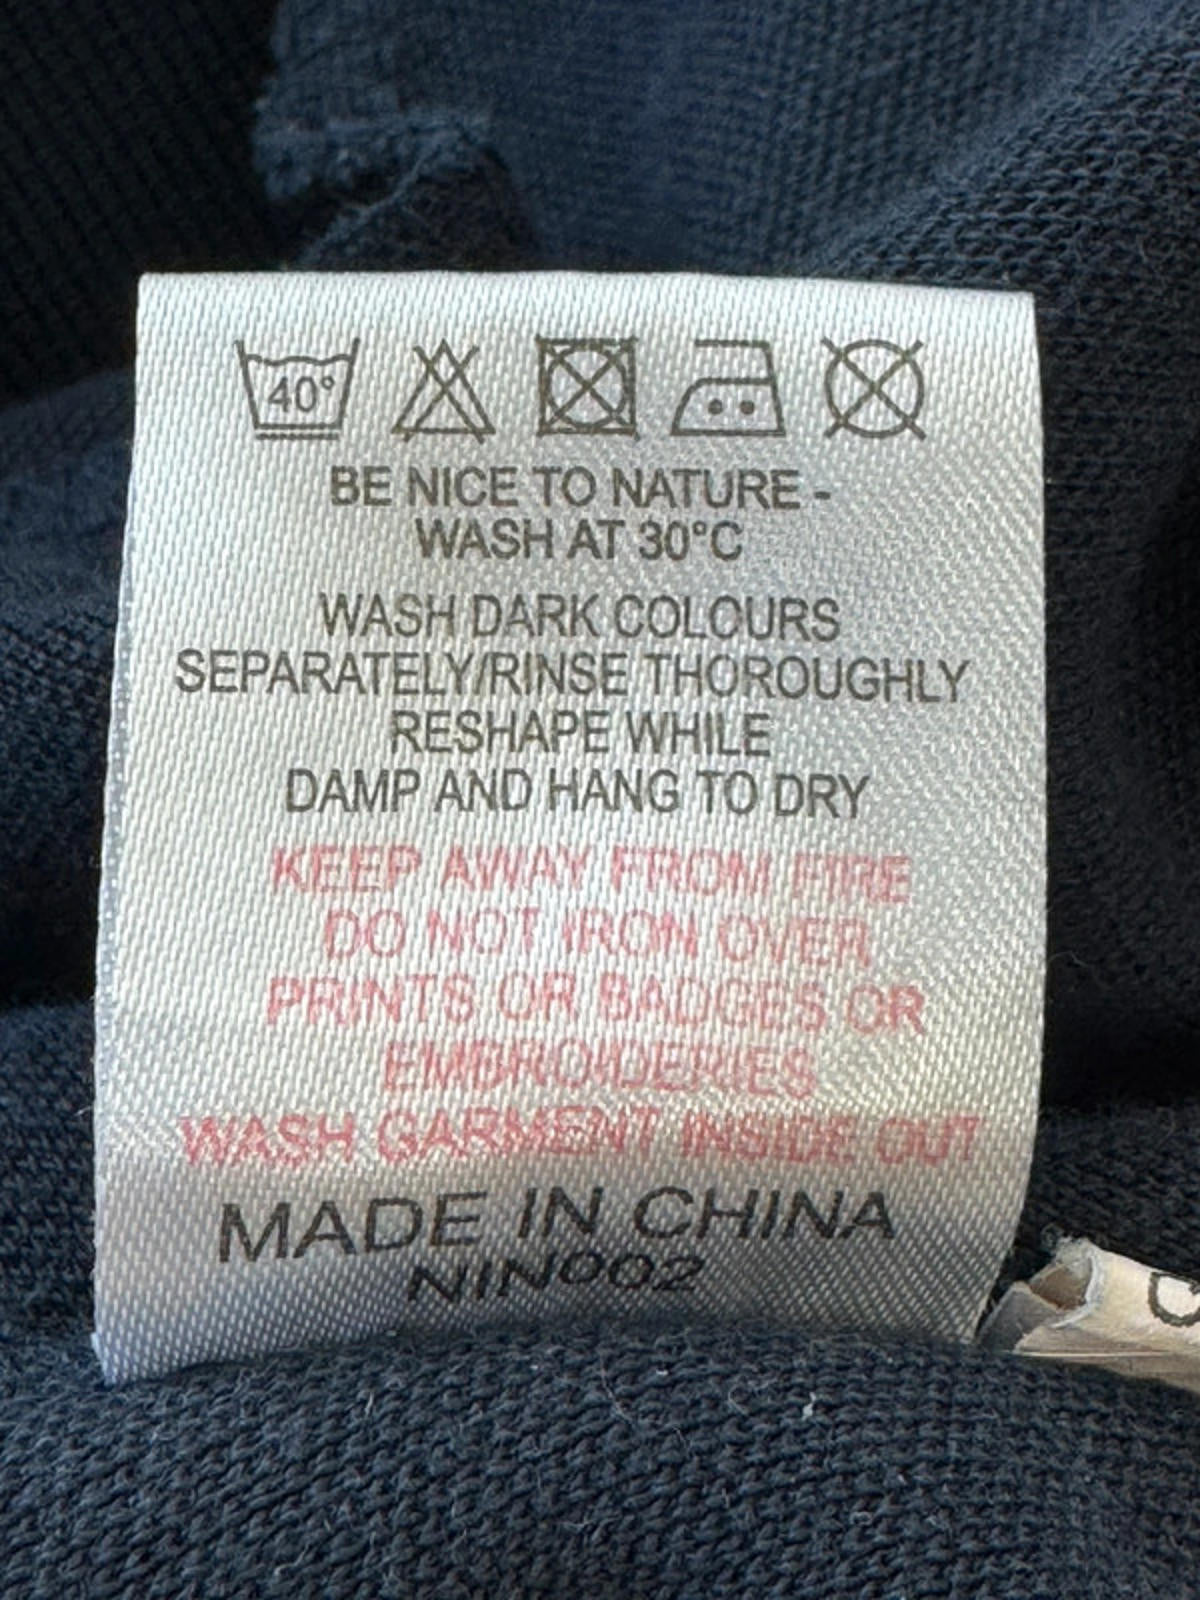 40°
BE NICE TO NATURE -
WASH AT 30°C
WASH DARK COLOURS
SEPARATELY/RINSE THOROUGHLY
RESHAPE WHILE
DAMP AND HANG TO DRY
KEEP AWAY FROM FIRE
DO NOT IRON OVER
PRINTS OR BADGES OR
EMBROIDERIES
WASH GARMENT INSIDE OUT
MADE IN CHINA
NIN002